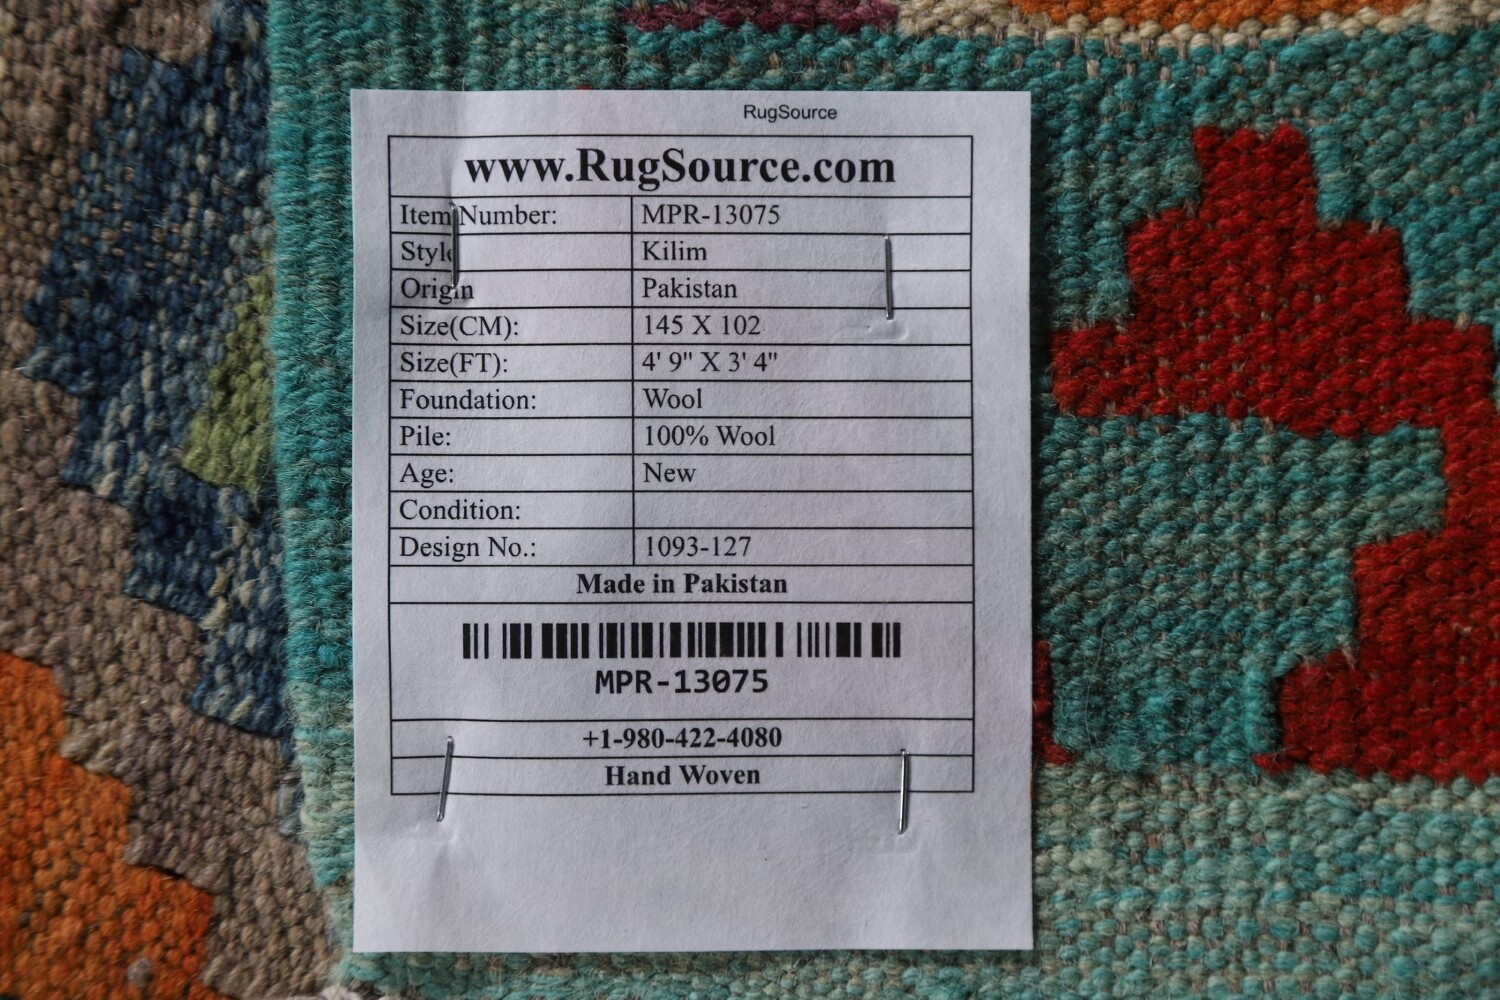 RugSource
www.RugSource.com
Item Number: MPR-13075
Style Kilim
Origin Pakistan
Size(CM): 145 X 102
Size(FT): 4' 9" X 3' 4"
Foundation: Wool
Pile: 100% Wool
Age: New
Condition:
Design No.: 1093-127
Made in Pakistan
MPR-13075
+1-980-422-4080
Hand Woven